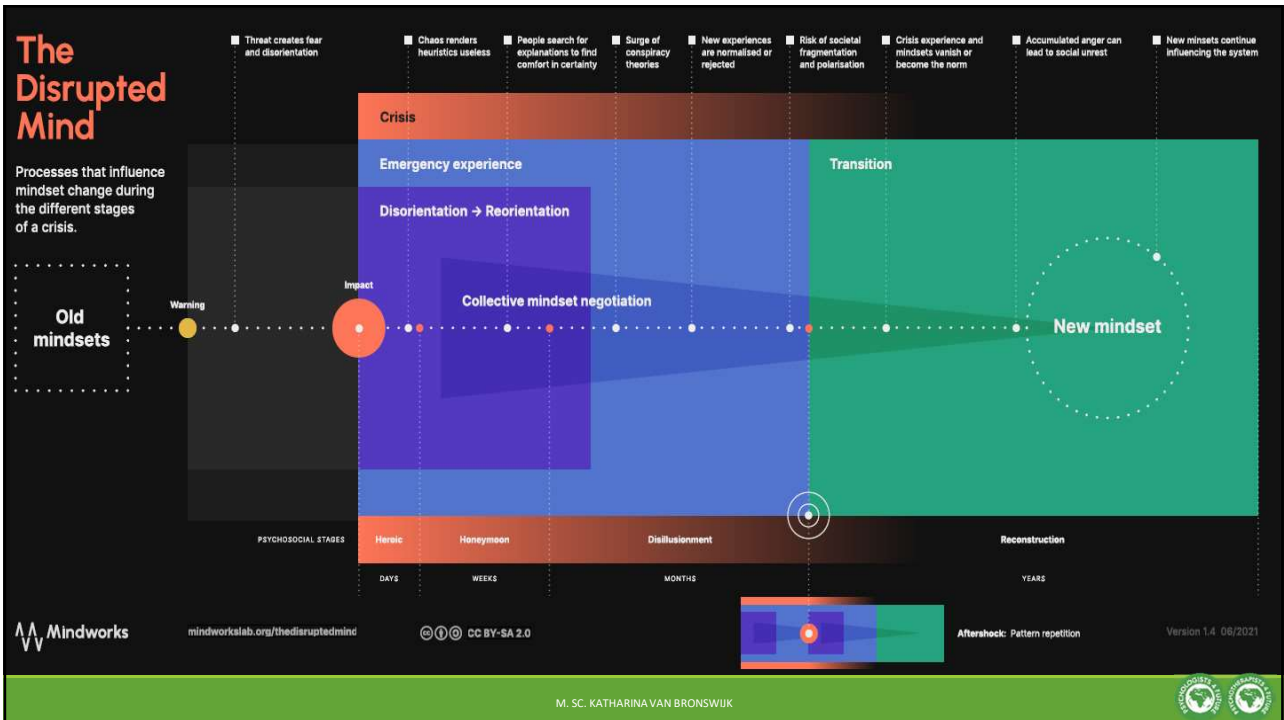 The
Disrupted
Mind
Processes that influence
mindset change during
the different stages
of a crisis.
Threat creates fear
and disorientation
Chaos renders
heuristics useless
People search for
explanations to find
comfort in certainty
Surge of
conspiracy
theories
New experiences
are normalised or
rejected
Risk of societal
fragmentation
and polarisation
Crisis experience and
mindsets vanish or
become the norm
Accumulated anger can
lead to social unrest
New minsets continue
influencing the system
Crisis
Emergency experience
Transition
Disorientation → Reorientation
Old
mindsets
Warning
Impact
Collective mindset negotiation
New mindset
PSYCHOSOCIAL STAGES
Heroic
Honeymoon
Disillusionment
Reconstruction
DAYS
WEEKS
MONTHS
YEARS
Mindworks
mindworkslab.org/thedisruptedmind
CC BY-SA 2.0
Aftershock: Pattern repetition
Version 1.4 06/2021
M. SC. KATHARINA VAN BRONSWIJK
PSYCHOLOGISTS 4 FUTURE
PSYCHOTHERAPISTS 4 FUTURE